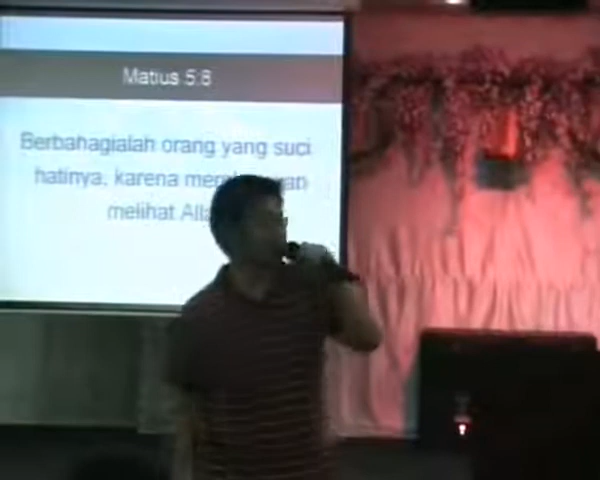 Matius 5:8
Berbahagialah orang yang suci
hatinya, karena
melihat